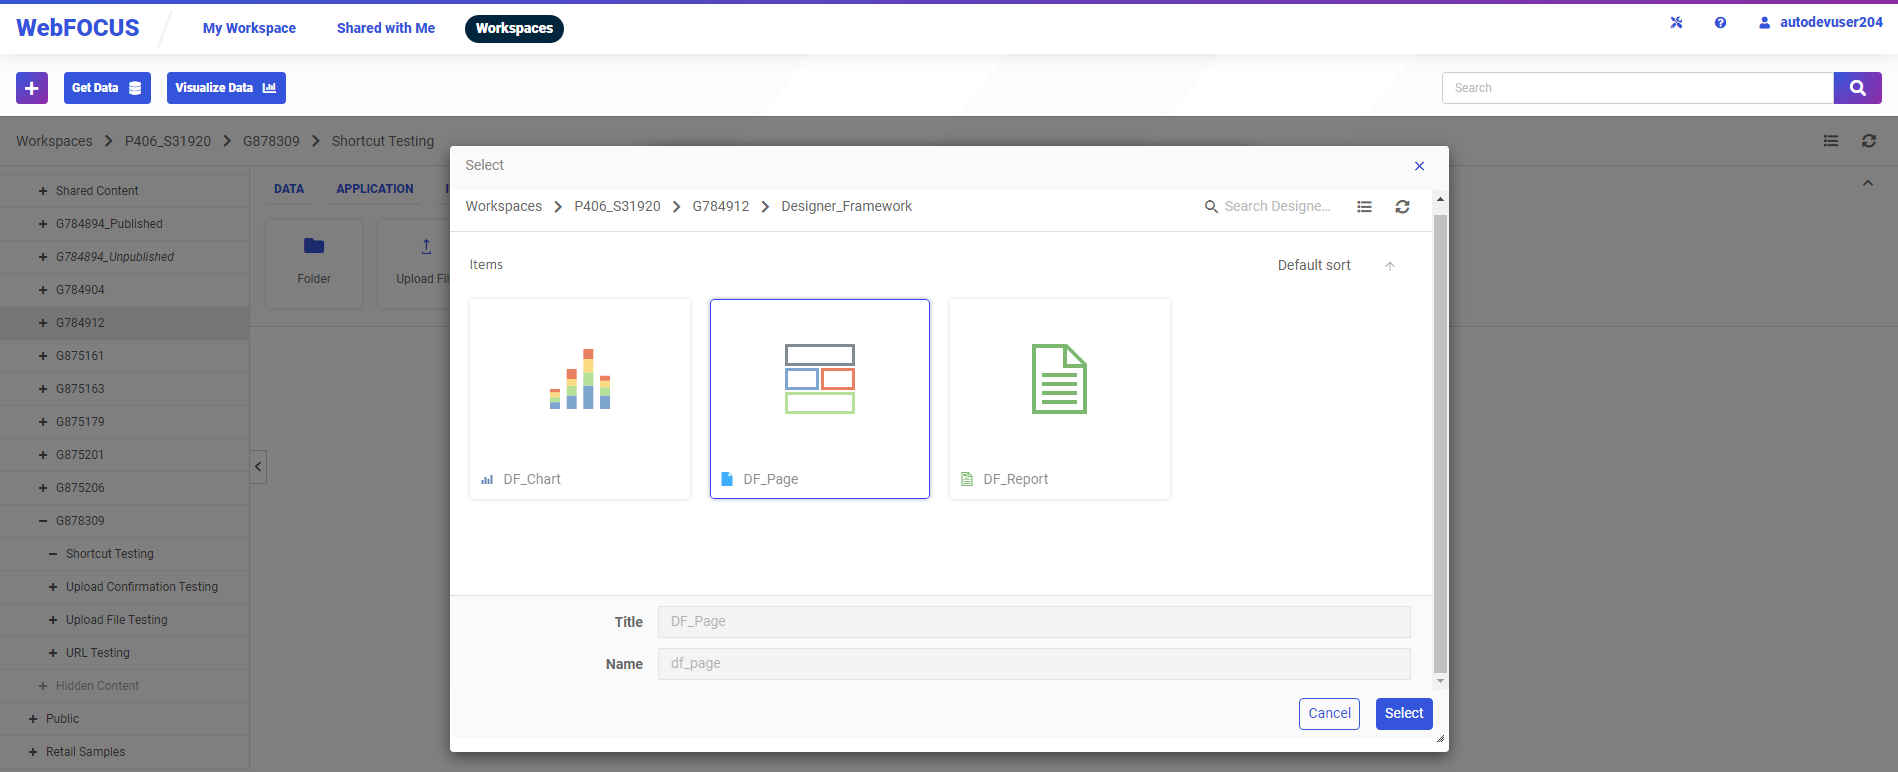 WebFOCUS
My Workspace
Shared with Me
Workspaces
autodevuser204
Get Data
Visualize Data
Search
Workspaces > P406_S31920 > G878309 > Shortcut Testing
Shared Content
G784894_Published
G784894_Unpublished
G784904
G784912
G875161
G875163
G875179
G875201
G875206
G878309
Shortcut Testing
Upload Confirmation Testing
Upload File Testing
URL Testing
Hidden Content
Public
Retail Samples
DATA
APPLICATION
Folder
Upload Fil
Select
Workspaces > P406_S31920 > G784912 > Designer_Framework
Search Designe...
Items
Default sort
DF_Chart
DF_Page
DF_Report
Title
DF_Page
Name
df_page
Cancel
Select